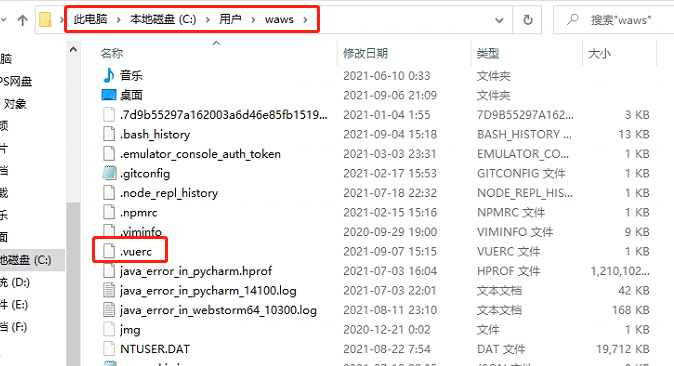 此电脑 › 本地磁盘 (C:) › 用户 › waws
搜索"waws"
名称 修改日期 类型 大小
音乐 2021-06-10 0:33 文件夹
桌面 2021-09-06 21:09 文件夹
.7d9b55297a162003a6d46e85fb1519... 2021-01-04 1:55 7D9B55297A162... 3 KB
.bash_history 2021-09-04 15:18 BASH_HISTORY ... 13 KB
.emulator_console_auth_token 2021-03-03 23:31 EMULATOR_CO... 1 KB
.gitconfig 2021-02-17 15:53 GITCONFIG 文件 1 KB
.node_repl_history 2021-07-18 22:32 NODE_REPL_HIS... 1 KB
.npmrc 2021-02-15 15:16 NPMRC 文件 1 KB
.viminfo 2020-09-29 19:00 VIMINFO 文件 9 KB
.vuerc 2021-09-07 15:15 VUERC 文件 1 KB
java_error_in_pycharm.hprof 2021-07-03 16:04 HPROF 文件 1,210,102...
java_error_in_pycharm_14100.log 2021-07-03 22:01 文本文档 42 KB
java_error_in_webstorm64_10300.log 2021-08-11 23:10 文本文档 168 KB
jmg 2020-12-21 0:02 文件 1 KB
NTUSER.DAT 2021-08-22 7:54 DAT 文件 19,712 KB
脑
PS网盘
对象
频
片
档
载
乐
面
地磁盘 (C:)
统 (D:)
件 (E:)
档 (F:)